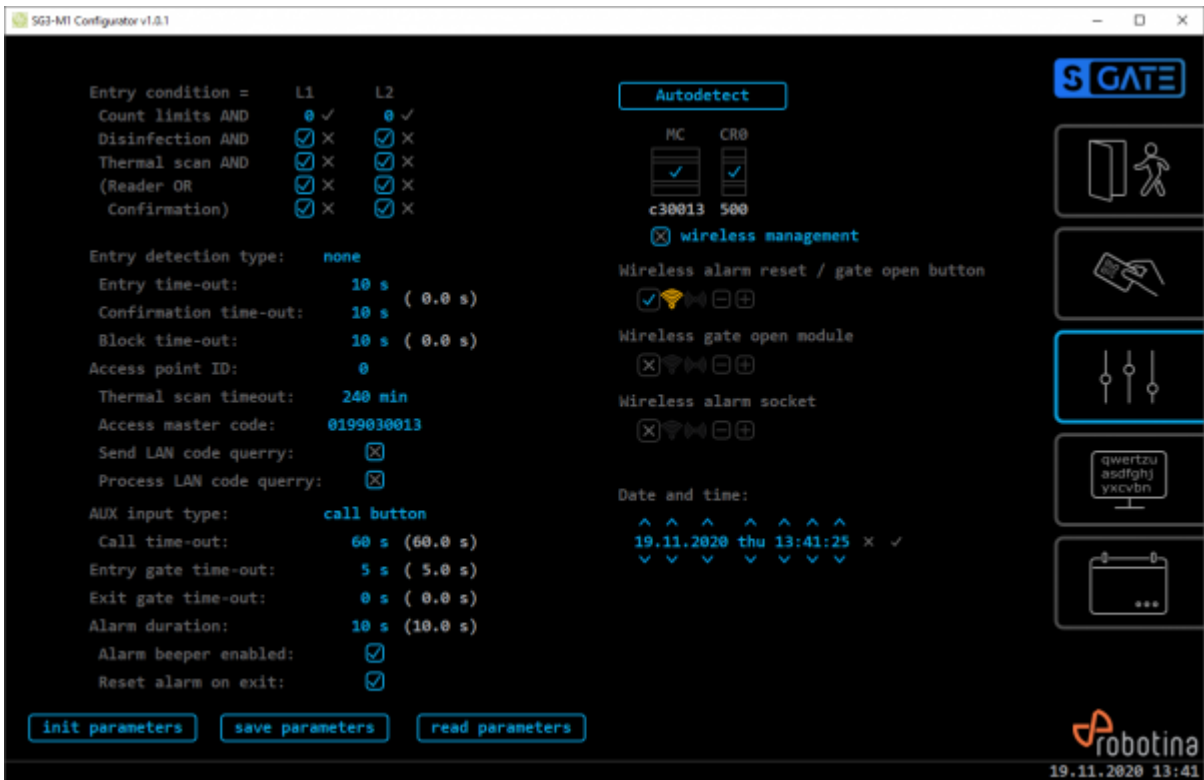 SG3-M1 Configurator v1.0.1
Entry condition = L1 L2
Count limits AND 0 0
Disinfection AND
Thermal scan AND
(Reader OR
Confirmation)
Entry detection type: none
Entry time-out: 10 s
( 0.0 s)
Confirmation time-out: 10 s
Block time-out: 10 s ( 0.0 s)
Access point ID: 0
Thermal scan timeout: 240 min
Access master code: 0199030013
Send LAN code querry:
Process LAN code querry:
AUX input type: call button
Call time-out: 60 s (60.0 s)
Entry gate time-out: 5 s ( 5.0 s)
Exit gate time-out: 0 s ( 0.0 s)
Alarm duration: 10 s (10.0 s)
Alarm beeper enabled:
Reset alarm on exit:
init parameters save parameters read parameters
Autodetect
MC CR0
c30013 500
wireless management
Wireless alarm reset / gate open button
Wireless gate open module
Wireless alarm socket
Date and time:
19.11.2020 thu 13:41:25
S GATE
qwertzu
asdfghj
yxcvbn
robotina
19.11.2020 13:41